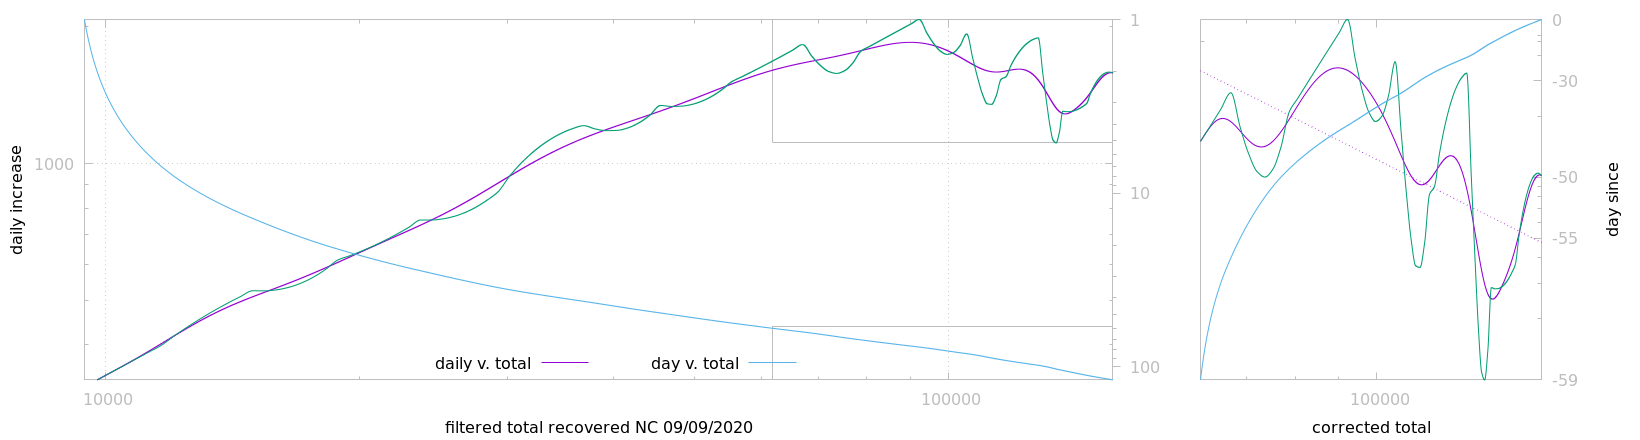 daily increase
1000
10000
100000
1
10
100
daily v. total
day v. total
filtered total recovered NC 09/09/2020
0
-30
-50
-55
-59
day since
100000
corrected total